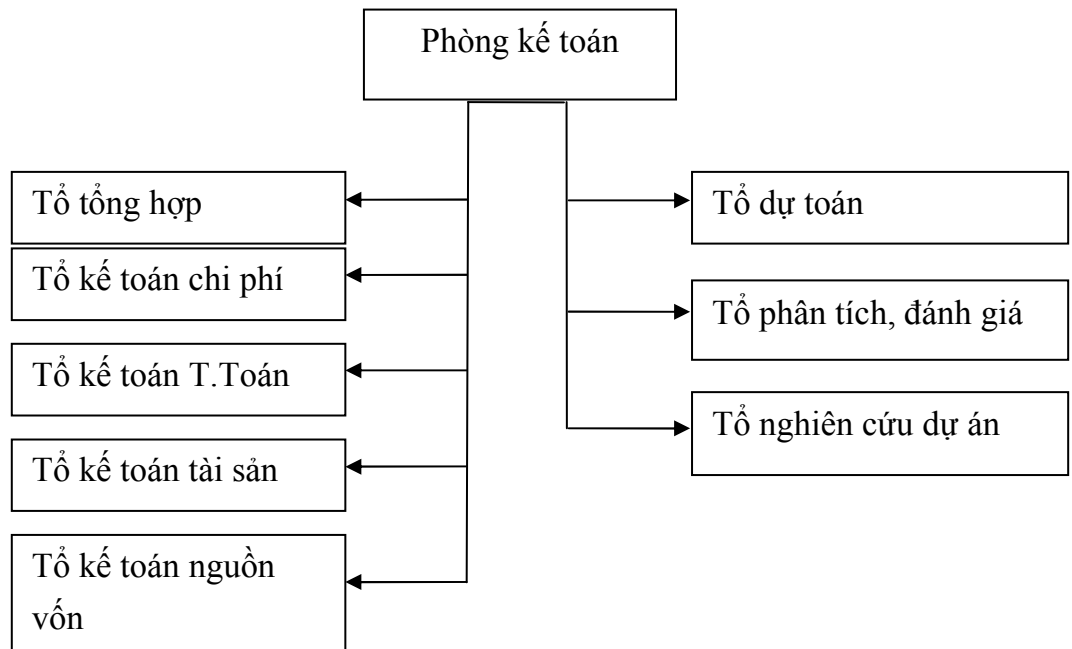 Phòng kế toán
Tổ tổng hợp
Tổ kế toán chi phí
Tổ kế toán T.Toán
Tổ kế toán tài sản
Tổ kế toán nguồn
vốn
Tổ dự toán
Tổ phân tích, đánh giá
Tổ nghiên cứu dự án